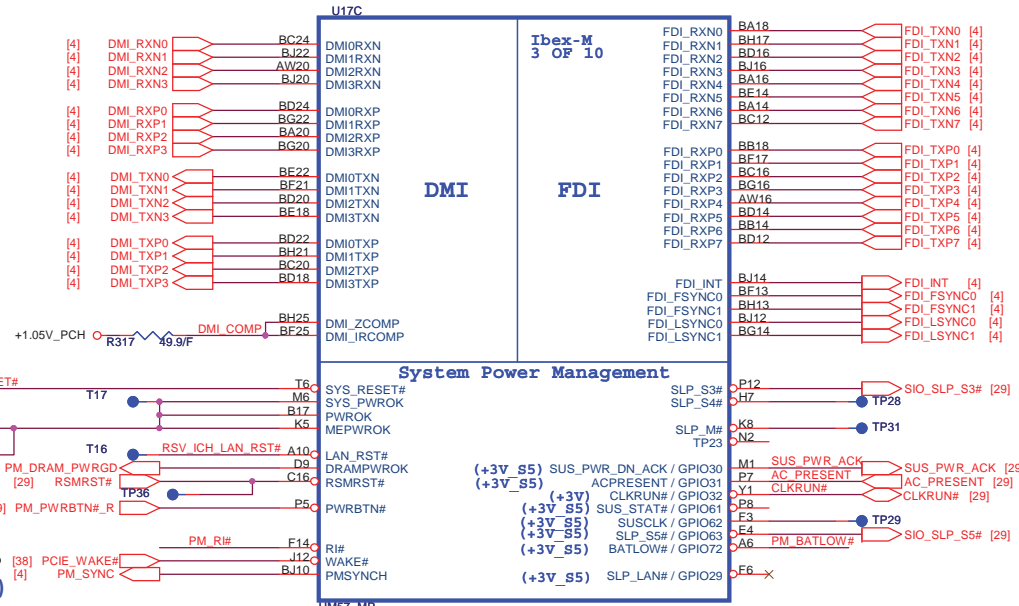 U17C
Ibex-M
3 OF 10
DMI
FDI
[4] DMI_RXN0 BC24 DMI0RXN
[4] DMI_RXN1 BJ22 DMI1RXN
[4] DMI_RXN2 AW20 DMI2RXN
[4] DMI_RXN3 BJ20 DMI3RXN
[4] DMI_RXP0 BD24 DMI0RXP
[4] DMI_RXP1 BG22 DMI1RXP
[4] DMI_RXP2 BA20 DMI2RXP
[4] DMI_RXP3 BG20 DMI3RXP
[4] DMI_TXN0 BE22 DMI0TXN
[4] DMI_TXN1 BF21 DMI1TXN
[4] DMI_TXN2 BD20 DMI2TXN
[4] DMI_TXN3 BE18 DMI3TXN
[4] DMI_TXP0 BD22 DMI0TXP
[4] DMI_TXP1 BH21 DMI1TXP
[4] DMI_TXP2 BC20 DMI2TXP
[4] DMI_TXP3 BD18 DMI3TXP
BH25 DMI_ZCOMP
+1.05V_PCH R317 49.9/F DMI_COMP BF25 DMI_IRCOMP
FDI_RXN0 BA18 FDI_TXN0 [4]
FDI_RXN1 BH17 FDI_TXN1 [4]
FDI_RXN2 BD16 FDI_TXN2 [4]
FDI_RXN3 BJ16 FDI_TXN3 [4]
FDI_RXN4 BA16 FDI_TXN4 [4]
FDI_RXN5 BE14 FDI_TXN5 [4]
FDI_RXN6 BA14 FDI_TXN6 [4]
FDI_RXN7 BC12 FDI_TXN7 [4]
FDI_RXP0 BB18 FDI_TXP0 [4]
FDI_RXP1 BF17 FDI_TXP1 [4]
FDI_RXP2 BC16 FDI_TXP2 [4]
FDI_RXP3 BG16 FDI_TXP3 [4]
FDI_RXP4 AW16 FDI_TXP4 [4]
FDI_RXP5 BD14 FDI_TXP5 [4]
FDI_RXP6 BB14 FDI_TXP6 [4]
FDI_RXP7 BD12 FDI_TXP7 [4]
FDI_INT BJ14 FDI_INT [4]
FDI_FSYNC0 BF13 FDI_FSYNC0 [4]
FDI_FSYNC1 BH13 FDI_FSYNC1 [4]
FDI_LSYNC0 BJ12 FDI_LSYNC0 [4]
FDI_LSYNC1 BG14 FDI_LSYNC1 [4]
System Power Management
ET# T6 SYS_RESET#
T17 M6 SYS_PWROK
B17 PWROK
K5 MEPWROK
T16 RSV_ICH_LAN_RST# A10 LAN_RST#
PM_DRAM_PWRGD D9 DRAMPWROK
[29] RSMRST# C16 RSMRST#
TP36
PM_PWRBTN#_R P5 PWRBTN#
PM_RI# F14 RI#
[38] PCIE_WAKE# J12 WAKE#
[4] PM_SYNC BJ10 PMSYNCH
SLP_S3# P12 SIO_SLP_S3# [29]
SLP_S4# H7 TP28
SLP_M# K8 TP31
TP23 N2
(+3V_S5) SUS_PWR_DN_ACK / GPIO30 M1 SUS_PWR_ACK SUS_PWR_ACK [29
(+3V_S5) ACPRESENT / GPIO31 P7 AC_PRESENT AC_PRESENT [29]
(+3V) CLKRUN# / GPIO32 Y1 CLKRUN# CLKRUN# [29]
(+3V_S5) SUS_STAT# / GPIO61 P8
(+3V_S5) SUSCLK / GPIO62 F3 TP29
(+3V_S5) SLP_S5# / GPIO63 E4 SIO_SLP_S5# [29]
(+3V_S5) BATLOW# / GPIO72 A6 PM_BATLOW#
(+3V_S5) SLP_LAN# / GPIO29 F6